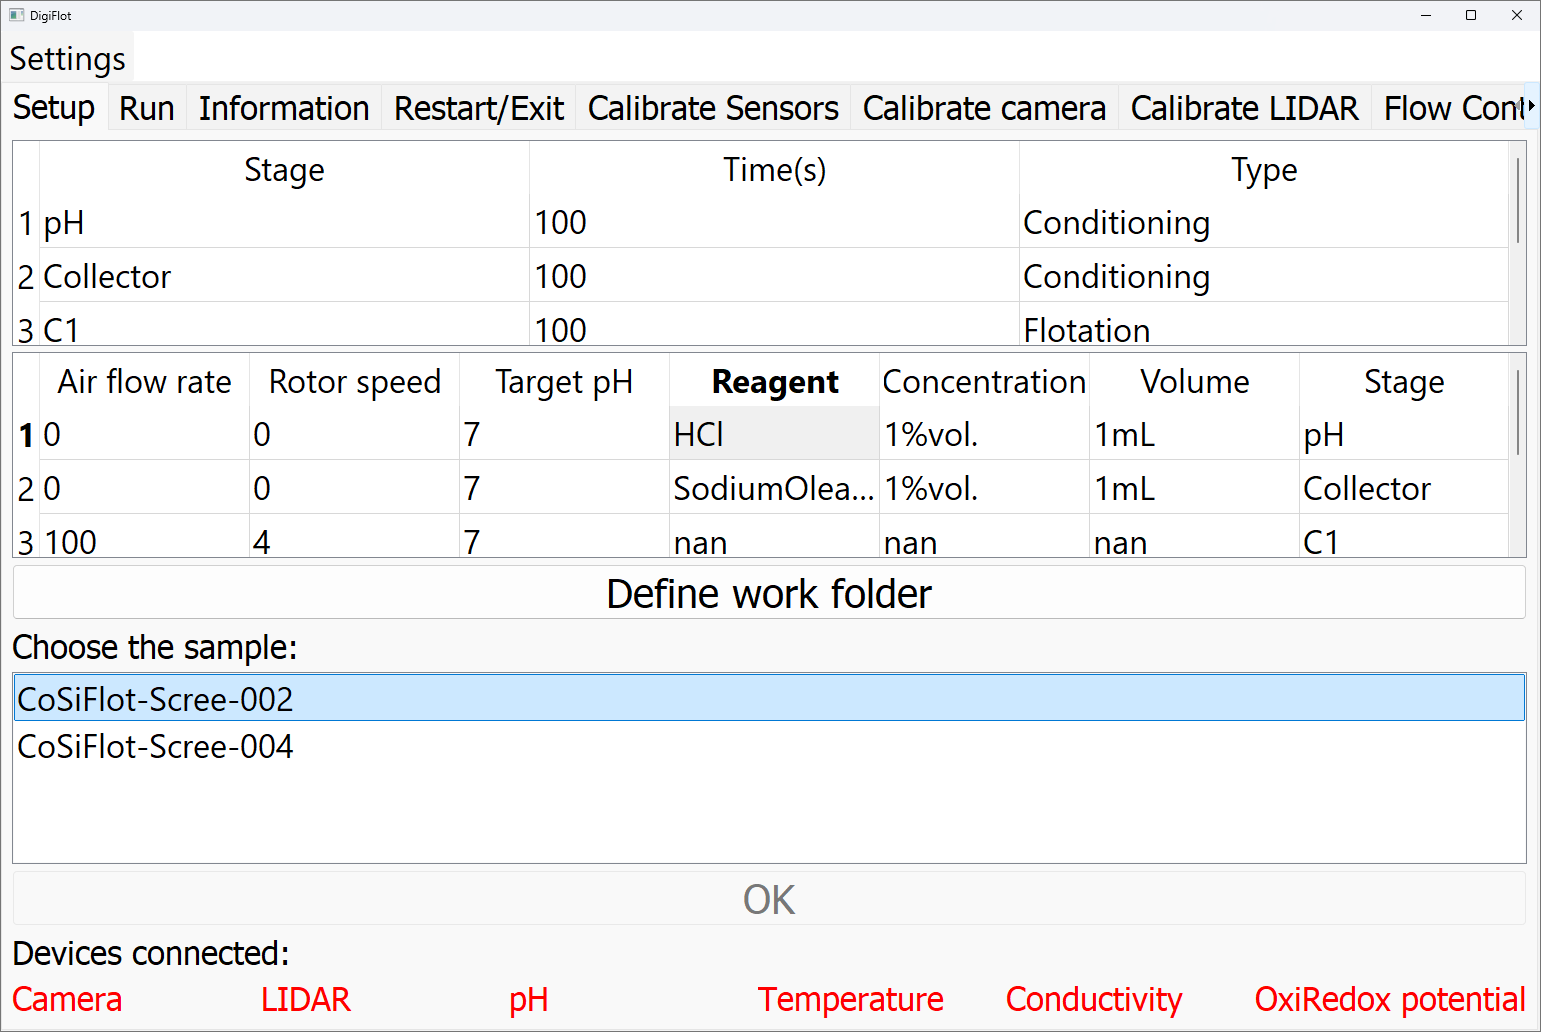 DigiFlot
Settings
Setup Run Information Restart/Exit Calibrate Sensors Calibrate camera Calibrate LIDAR Flow Cont
Stage Time(s) Type
1 pH 100 Conditioning
2 Collector 100 Conditioning
3 C1 100 Flotation
Air flow rate Rotor speed Target pH Reagent Concentration Volume Stage
1 0 0 7 HCl 1%vol. 1mL pH
2 0 0 7 SodiumOlea... 1%vol. 1mL Collector
3 100 4 7 nan nan nan C1
Define work folder
Choose the sample:
CoSiFlot-Scree-002
CoSiFlot-Scree-004
OK
Devices connected:
Camera LIDAR pH Temperature Conductivity OxiRedox potential